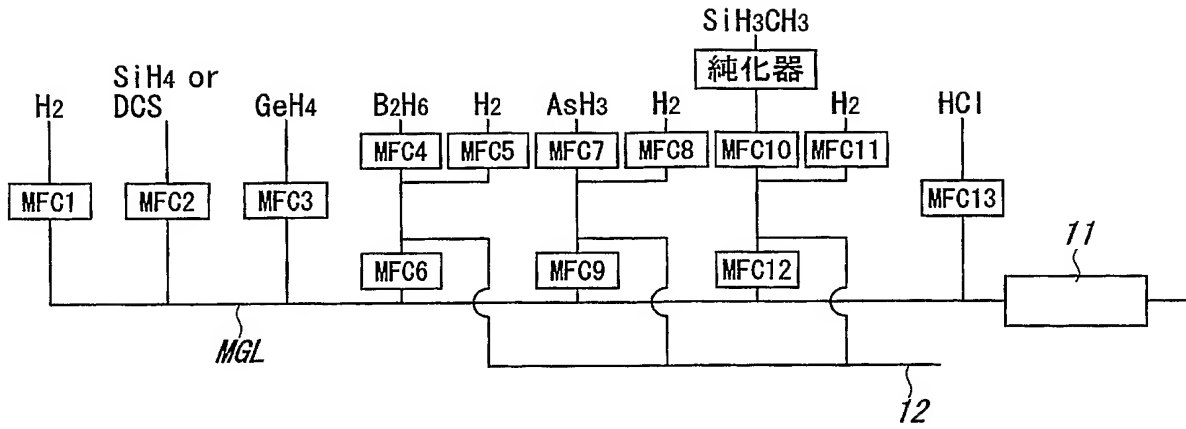 SiH3CH3
純化器
SiH4 or
DCS
H2
GeH4
B2H6
H2
AsH3
H2
H2
HCl
MFC4
MFC5
MFC7
MFC8
MFC10
MFC11
MFC1
MFC2
MFC3
MFC13
MFC6
MFC9
MFC12
11
MGL
12